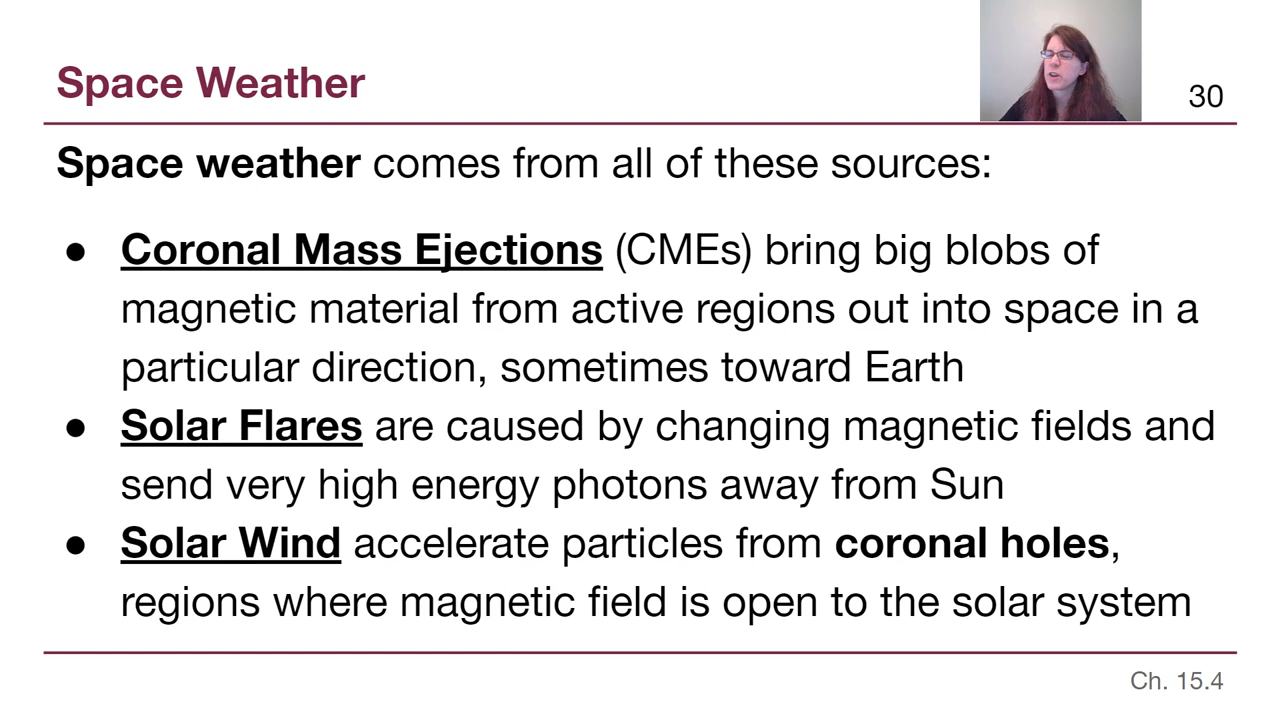 Space Weather
30
Space weather comes from all of these sources:
● Coronal Mass Ejections (CMEs) bring big blobs of
magnetic material from active regions out into space in a
particular direction, sometimes toward Earth
● Solar Flares are caused by changing magnetic fields and
send very high energy photons away from Sun
● Solar Wind accelerate particles from coronal holes,
regions where magnetic field is open to the solar system
Ch. 15.4